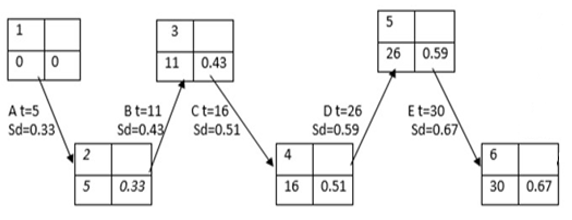 1
0 0
3
11 0.43
5
26 0.59
A t=5
Sd=0.33
B t=11
Sd=0.43
C t=16
Sd=0.51
D t=26
Sd=0.59
E t=30
Sd=0.67
2
5 0.33
4
16 0.51
6
30 0.67